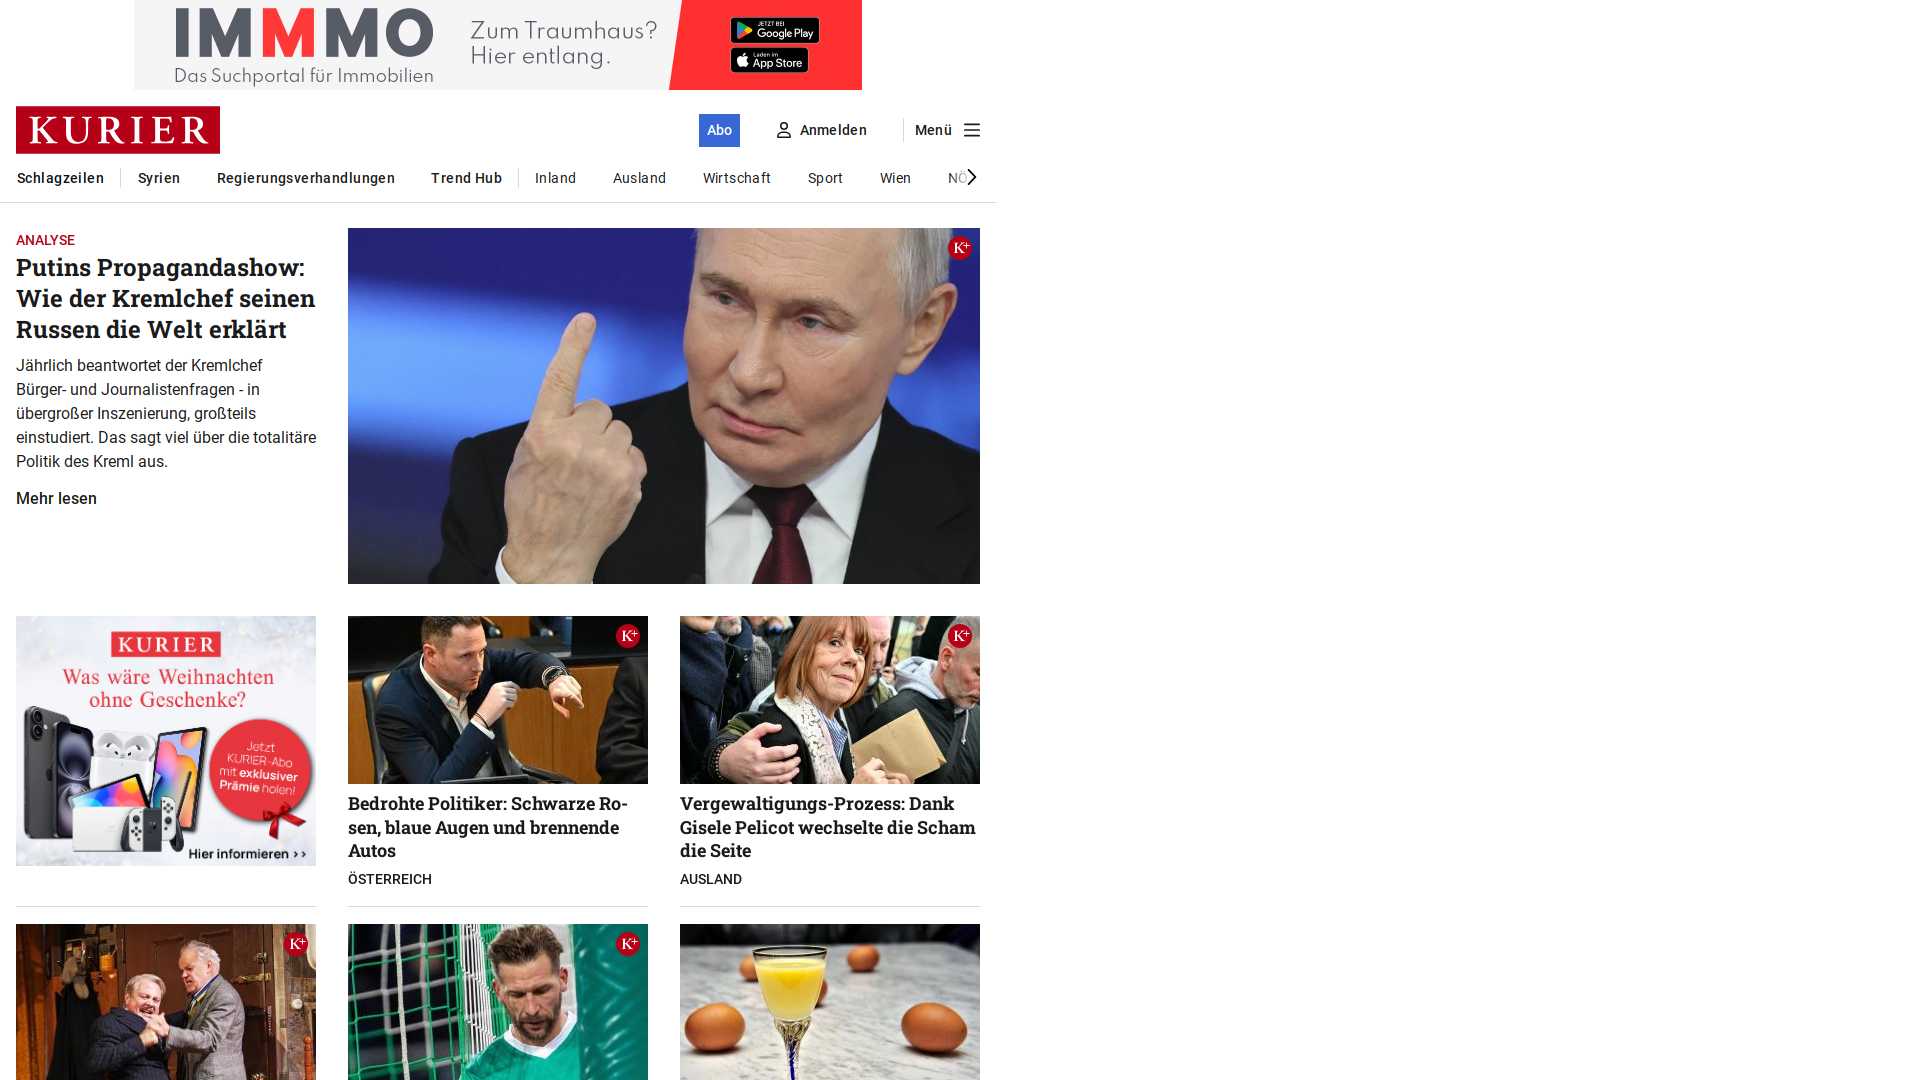 IMMMO
Das Suchportal für Immobilien
Zum Traumhaus?
Hier entlang.
JETZT BEI
Google Play
Laden im
App Store
KURIER
Abo
Anmelden
Menü
Schlagzeilen
Syrien
Regierungsverhandlungen
Trend Hub
Inland
Ausland
Wirtschaft
Sport
Wien
NÖ
ANALYSE
Putins Propagandashow:
Wie der Kremlchef seinen
Russen die Welt erklärt
Jährlich beantwortet der Kremlchef
Bürger- und Journalistenfragen - in
übergroßer Inszenierung, großteils
einstudiert. Das sagt viel über die totalitäre
Politik des Kreml aus.
Mehr lesen
K+
KURIER
Was wäre Weihnachten
ohne Geschenke?
Jetzt
KURIER-Abo
mit exklusiver
Prämie holen!
Hier informieren >>
K+
Bedrohte Politiker: Schwarze Ro-
sen, blaue Augen und brennende
Autos
ÖSTERREICH
K+
Vergewaltigungs-Prozess: Dank
Gisele Pelicot wechselte die Scham
die Seite
AUSLAND
K+
K+